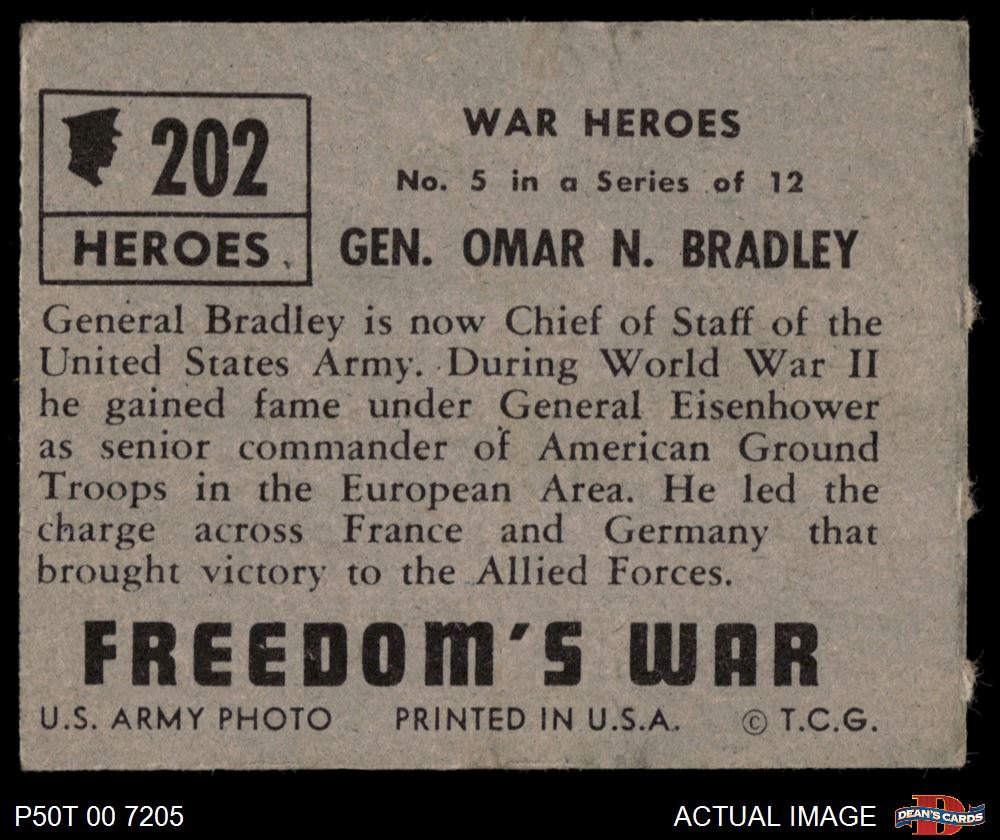 202
HEROES
WAR HEROES
No. 5 in a Series of 12
GEN. OMAR N. BRADLEY
General Bradley is now Chief of Staff of the
United States Army. During World War II
he gained fame under General Eisenhower
as senior commander of American Ground
Troops in the European Area. He led the
charge across France and Germany that
brought victory to the Allied Forces.
FREEDOM'S WAR
U.S. ARMY PHOTO PRINTED IN U.S.A. © T.C.G.
P50T 00 7205 ACTUAL IMAGE DEAN'S CARDS